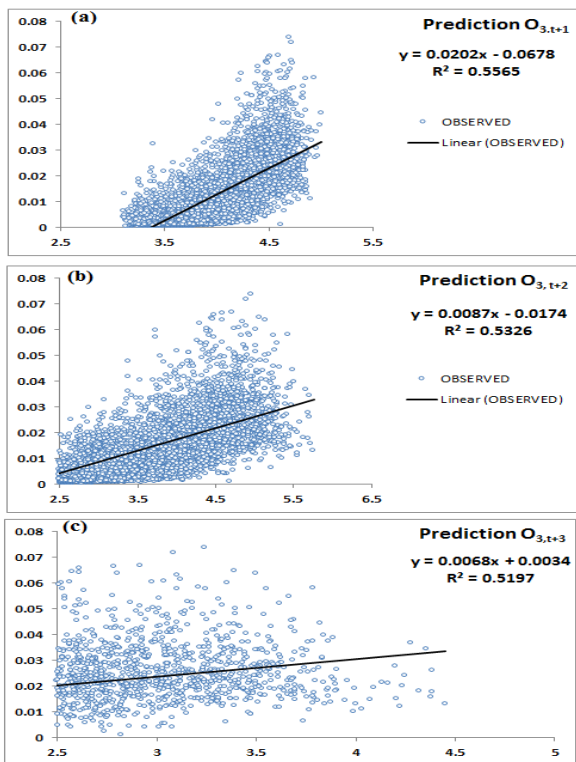 (a)
Prediction O3.t+1
y = 0.0202x - 0.0678
R² = 0.5565
OBSERVED
Linear (OBSERVED)
0.08
0.07
0.06
0.05
0.04
0.03
0.02
0.01
0
2.5 3.5 4.5 5.5
(b)
Prediction O3, t+2
y = 0.0087x - 0.0174
R² = 0.5326
OBSERVED
Linear (OBSERVED)
0.08
0.07
0.06
0.05
0.04
0.03
0.02
0.01
0
2.5 3.5 4.5 5.5 6.5
(c)
Prediction O3,t+3
y = 0.0068x + 0.0034
R² = 0.5197
0.08
0.07
0.06
0.05
0.04
0.03
0.02
0.01
0
2.5 3 3.5 4 4.5 5